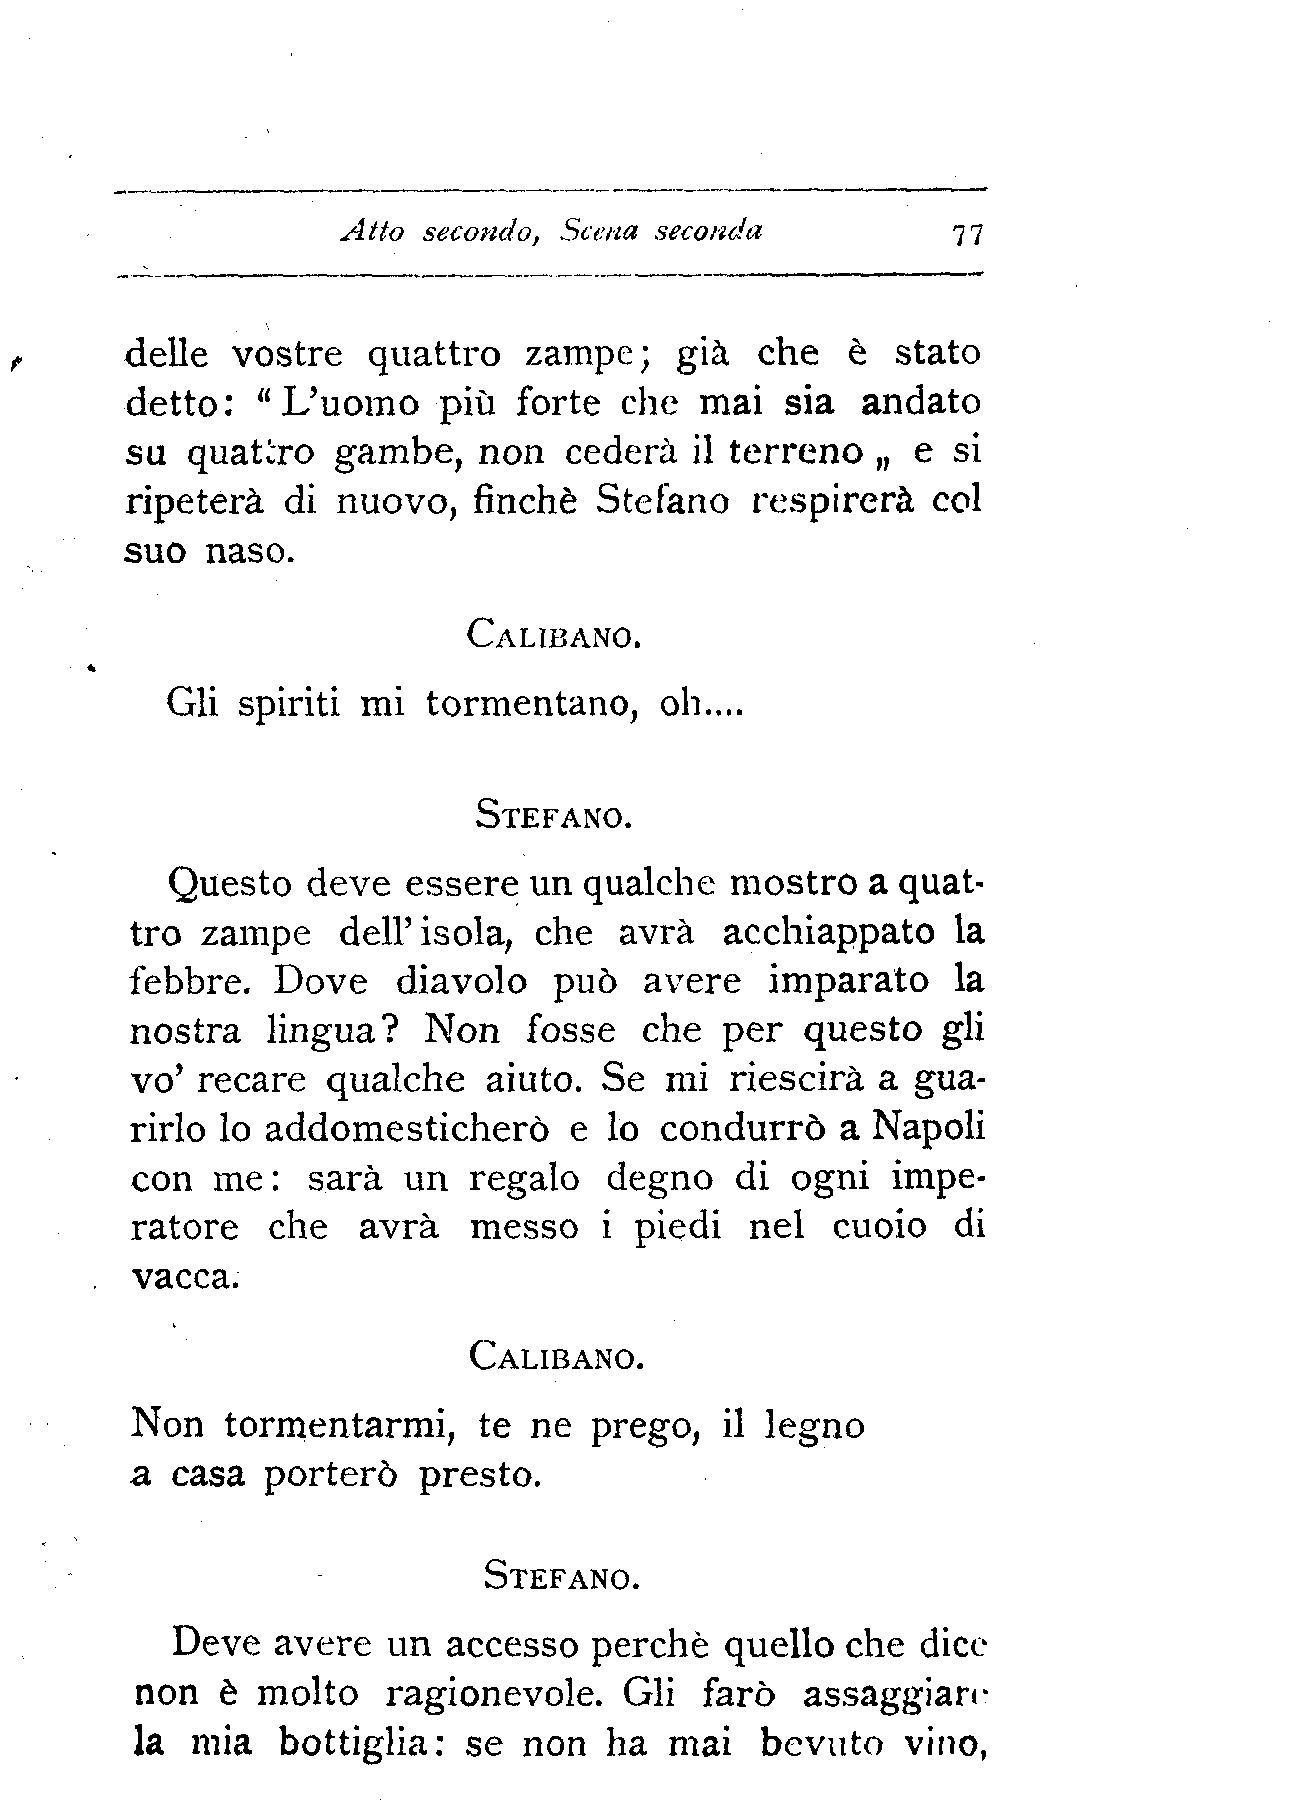 Atto secondo, Scena seconda 77
delle vostre quattro zampe; già che è stato
detto: “ L’uomo più forte che mai sia andato
su quattro gambe, non cederà il terreno „ e si
ripeterà di nuovo, finchè Stefano respirerà col
suo naso.
CALIBANO.
Gli spiriti mi tormentano, oh....
STEFANO.
Questo deve essere un qualche mostro a quat-
tro zampe dell’ isola, che avrà acchiappato la
febbre. Dove diavolo può avere imparato la
nostra lingua? Non fosse che per questo gli
vo’ recare qualche aiuto. Se mi riescirà a gua-
rirlo lo addomesticherò e lo condurrò a Napoli
con me: sarà un regalo degno di ogni impe-
ratore che avrà messo i piedi nel cuoio di
vacca.
CALIBANO.
Non tormentarmi, te ne prego, il legno
a casa porterò presto.
STEFANO.
Deve avere un accesso perchè quello che dice
non è molto ragionevole. Gli farò assaggiare
la mia bottiglia: se non ha mai bevuto vino,